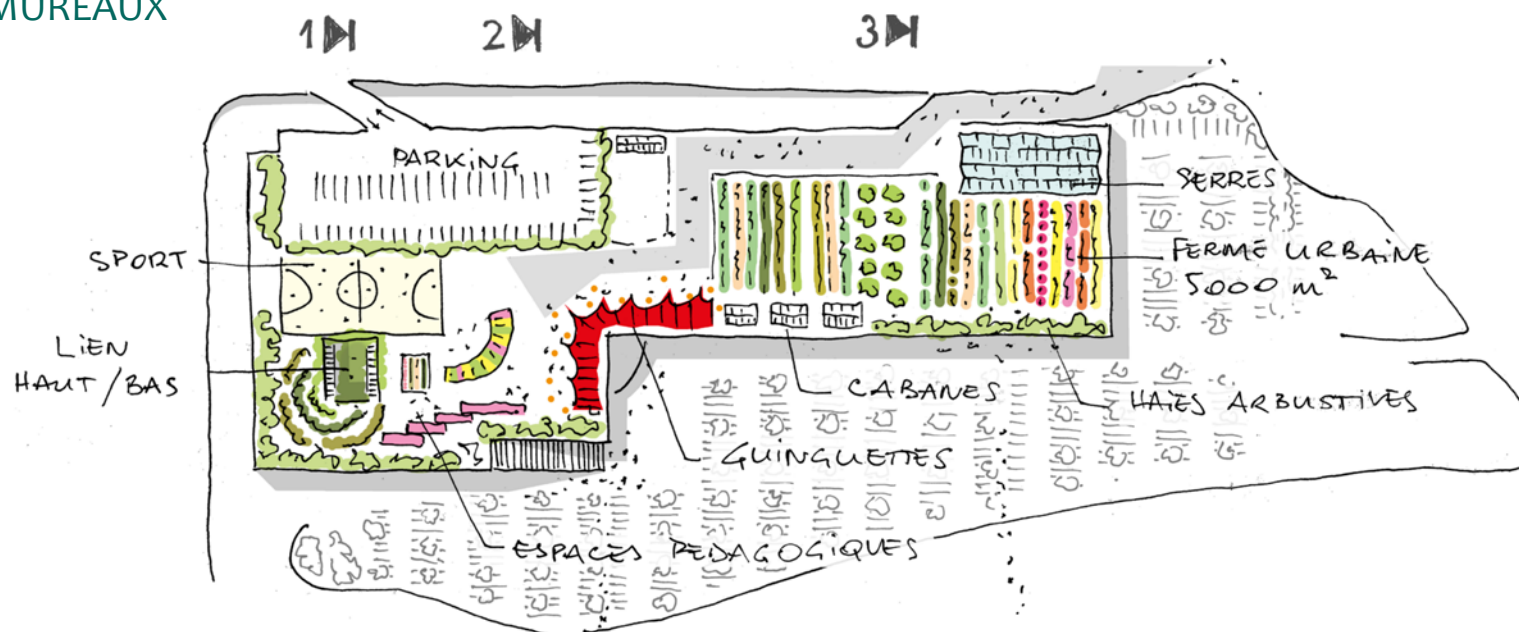 MUREAUX
1 2 3
PARKING
SERRES
SPORT
FERME URBAINE
5000 m²
LIEN
HAUT/BAS
CABANES
HAIES ARBUSTIVES
GUINGUETTES
ESPACES PEDAGOGIQUES